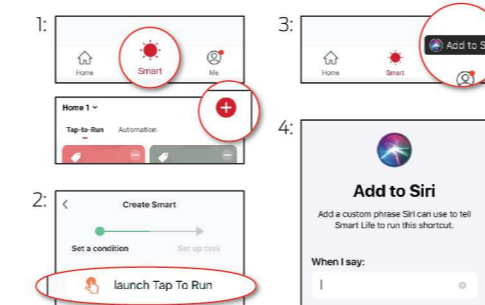 1:
Home Smart Me
Home 1
Tap-to-Run Automation
2:
Create Smart
Set a condition Set up task
launch Tap To Run
3:
Add to S
Home Smart
4:
Add to Siri
Add a custom phrase Siri can use to tell
Smart Life to run this shortcut.
When I say: